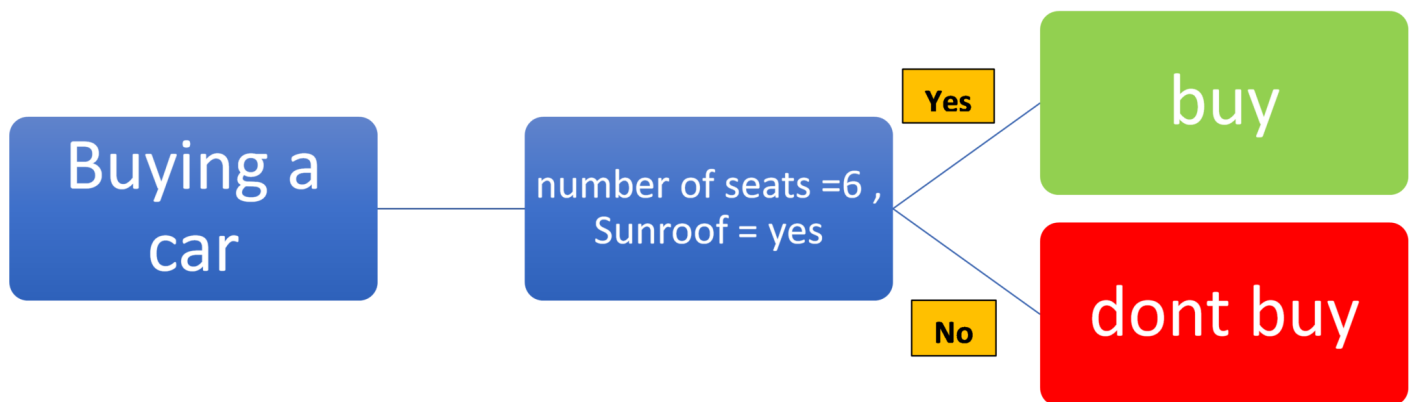 Buying a
car
number of seats =6 ,
Sunroof = yes
Yes
buy
No
dont buy